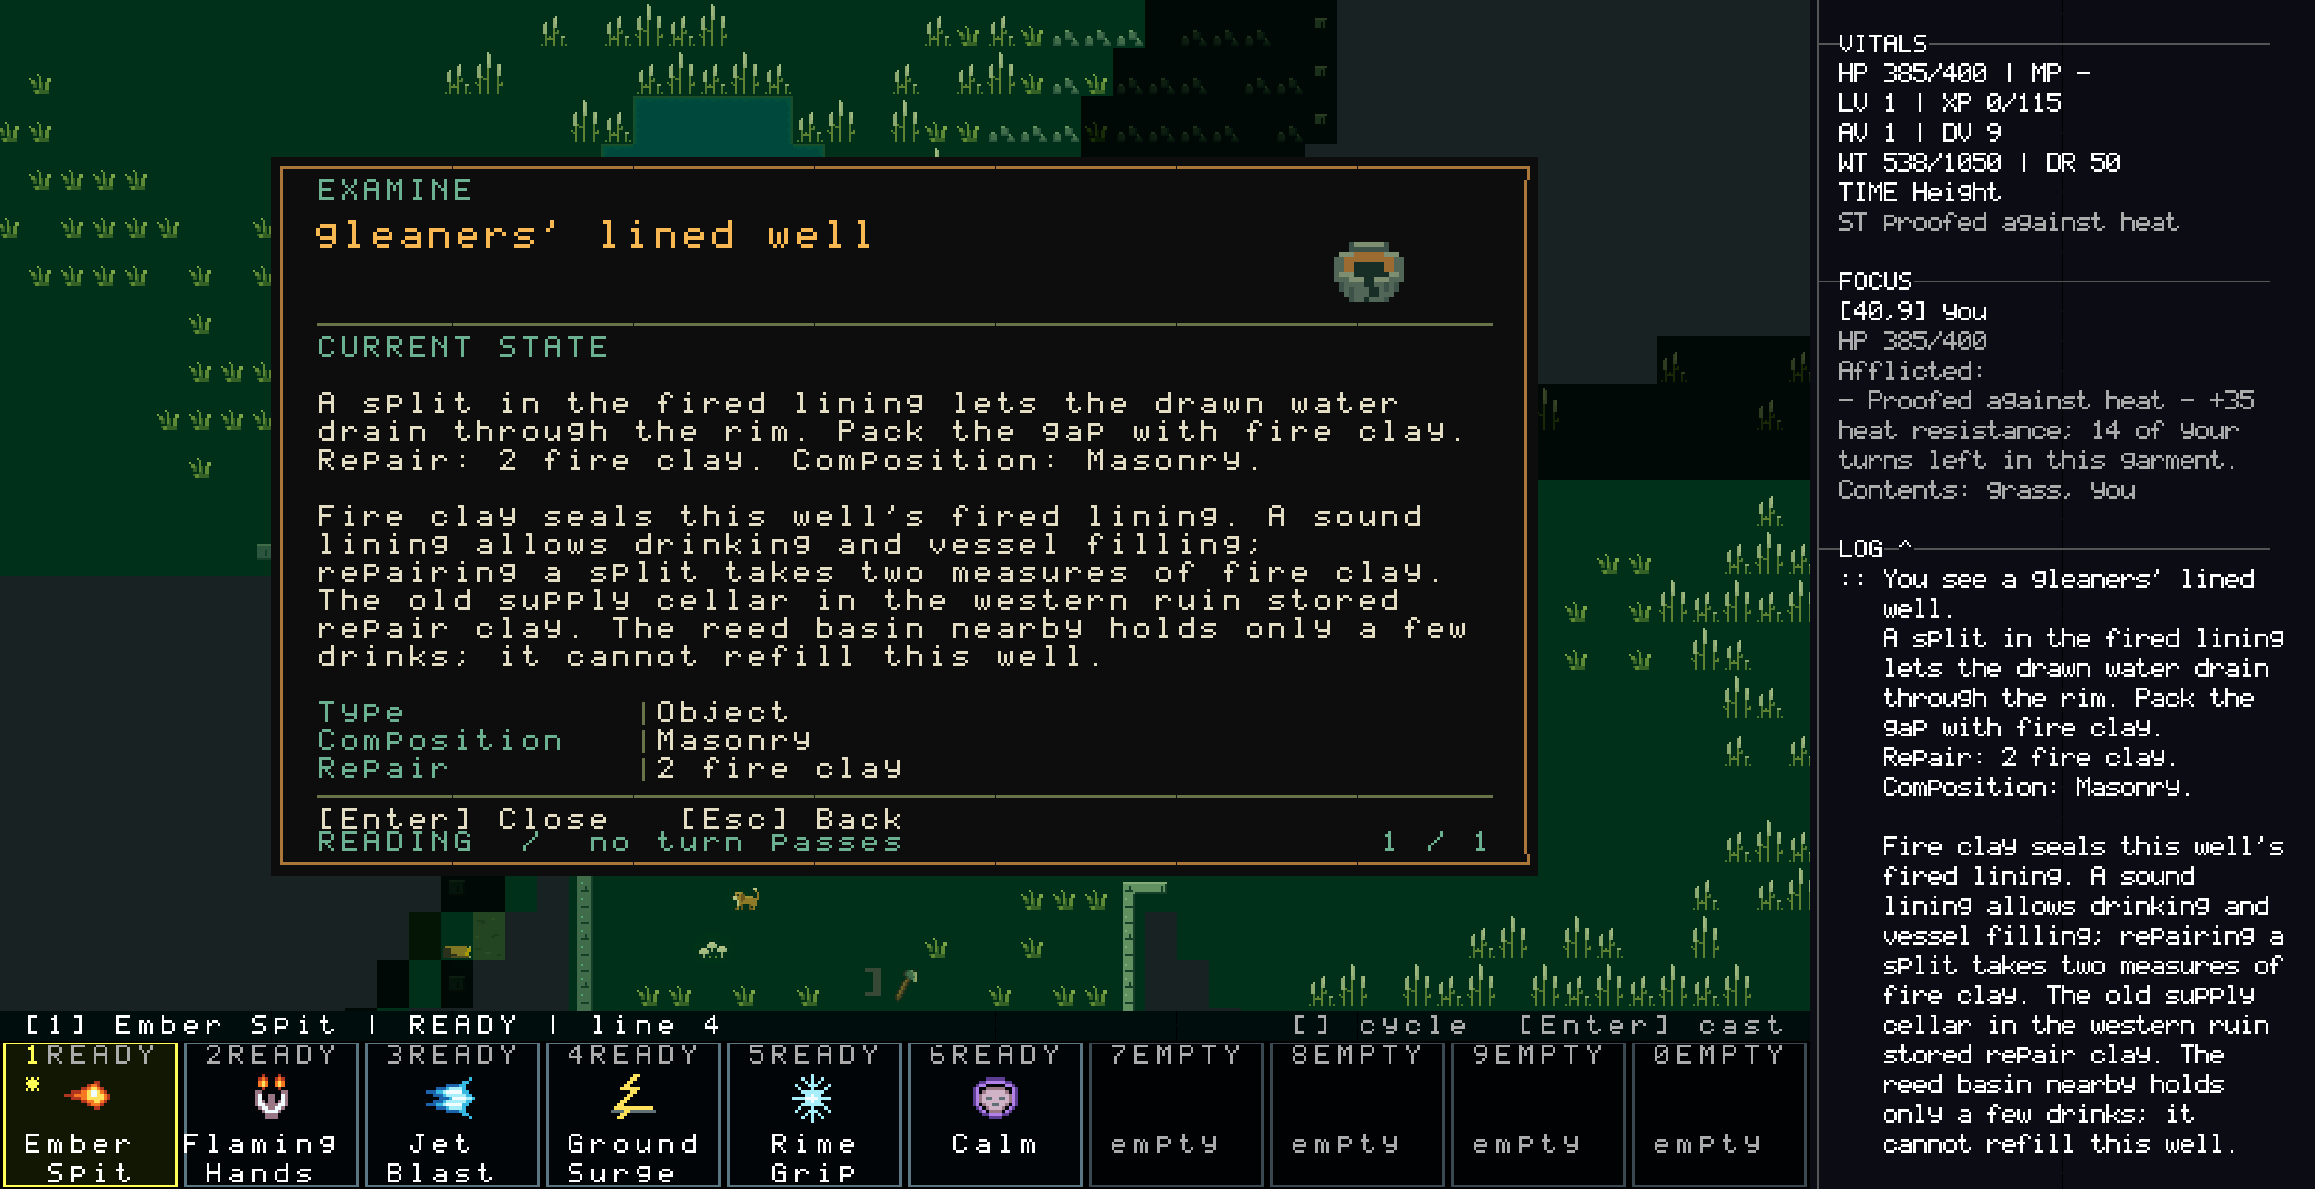 EXAMINE
gleaners' lined well
CURRENT STATE
A split in the fired lining lets the drawn water
drain through the rim. Pack the gap with fire clay.
Repair: 2 fire clay. Composition: Masonry.
Fire clay seals this well's fired lining. A sound
lining allows drinking and vessel filling;
repairing a split takes two measures of fire clay.
The old supply cellar in the western ruin stored
repair clay. The reed basin nearby holds only a few
drinks; it cannot refill this well.
Type | Object
Composition | Masonry
Repair | 2 fire clay
[Enter] Close [Esc] Back
READING / no turn passes 1 / 1
[1] Ember Spit | READY | line 4 [] cycle [Enter] cast
1READY 2READY 3READY 4READY 5READY 6READY 7EMPTY 8EMPTY 9EMPTY 0EMPTY
*
Ember Spit
Flaming Hands
Jet Blast
Ground Surge
Rime Grip
Calm
empty
empty
empty
empty
VITALS
HP 385/400 | MP -
LV 1 | XP 0/115
AV 1 | DV 9
WT 538/1050 | DR 50
TIME Height
ST Proofed against heat
FOCUS
[40,9] You
HP 385/400
Afflicted:
- Proofed against heat - +35
heat resistance; 14 of your
turns left in this garment.
Contents: grass, you
LOG ^
:: You see a gleaners' lined
well.
A split in the fired lining
lets the drawn water drain
through the rim. Pack the
gap with fire clay.
Repair: 2 fire clay.
Composition: Masonry.
Fire clay seals this well's
fired lining. A sound
lining allows drinking and
vessel filling; repairing a
split takes two measures of
fire clay. The old supply
cellar in the western ruin
stored repair clay. The
reed basin nearby holds
only a few drinks; it
cannot refill this well.